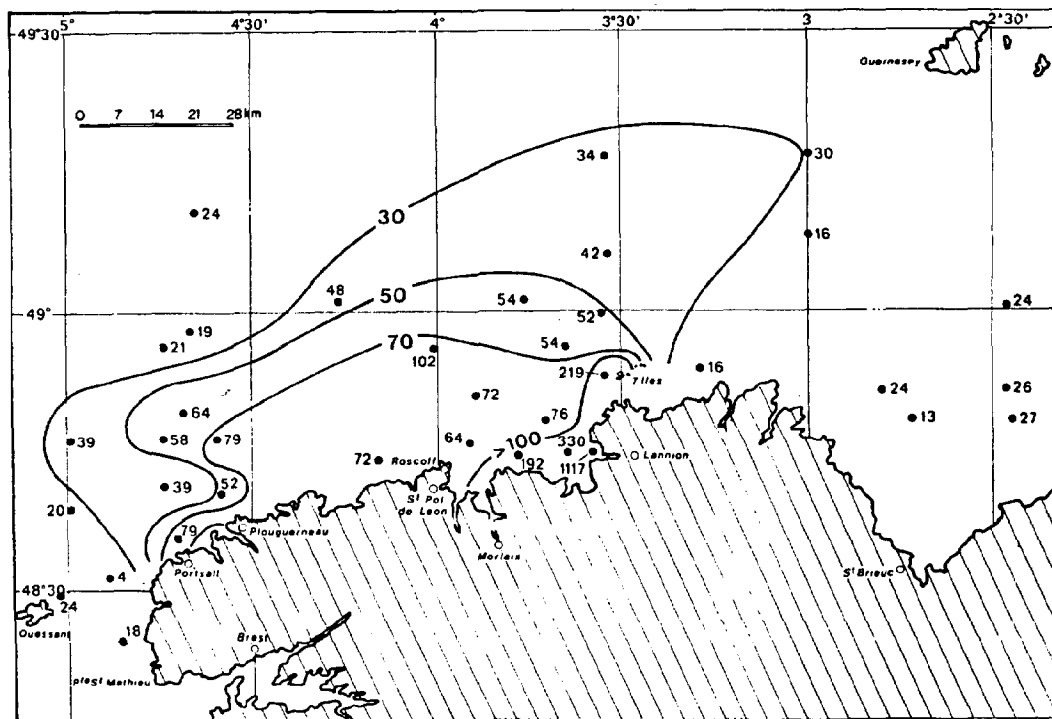 5° 4°30' 4° 3°30' 3° 2°30'
49°30'
Guernesey
0 7 14 21 28 km
34 30
30
24
16
42
50
48 54 24
49° 52
19
70
21 102 54
219 7 Iles 16
72 24 26
64 76 13 27
39 58 79 64 100 330
72 Roscoff 192 1117 Lannion
39 52 St Pol
de Leon
20
79 Plouguerneau
Morlaix
Portsall St Brieuc
4
48°30'
24
Ouessant
18 Brest
pte St Mathieu